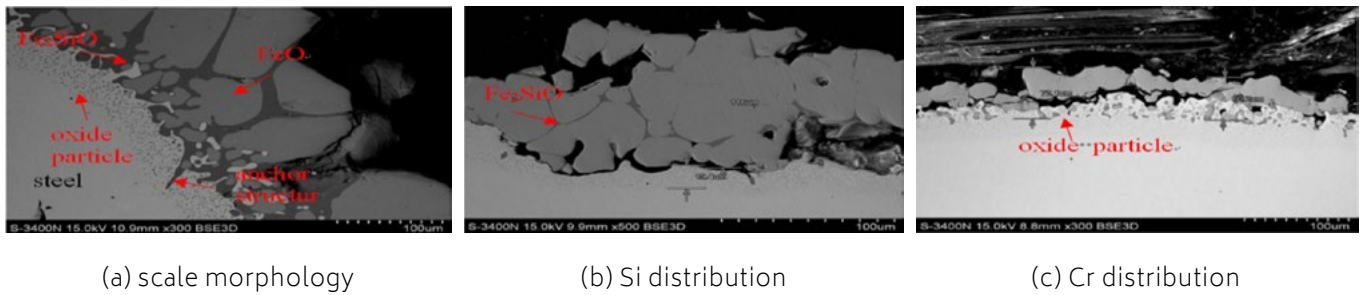 Fe₂SiO
FeO
oxide
particle
steel
anchor
structur
S-3400N 15.0kV 10.9mm x300 BSE3D 100um
Fe₂SiO
S-3400N 15.0kV 9.9mm x500 BSE3D 100um
oxide particle
S-3400N 15.0kV 8.8mm x300 BSE3D 100um
(a) scale morphology
(b) Si distribution
(c) Cr distribution